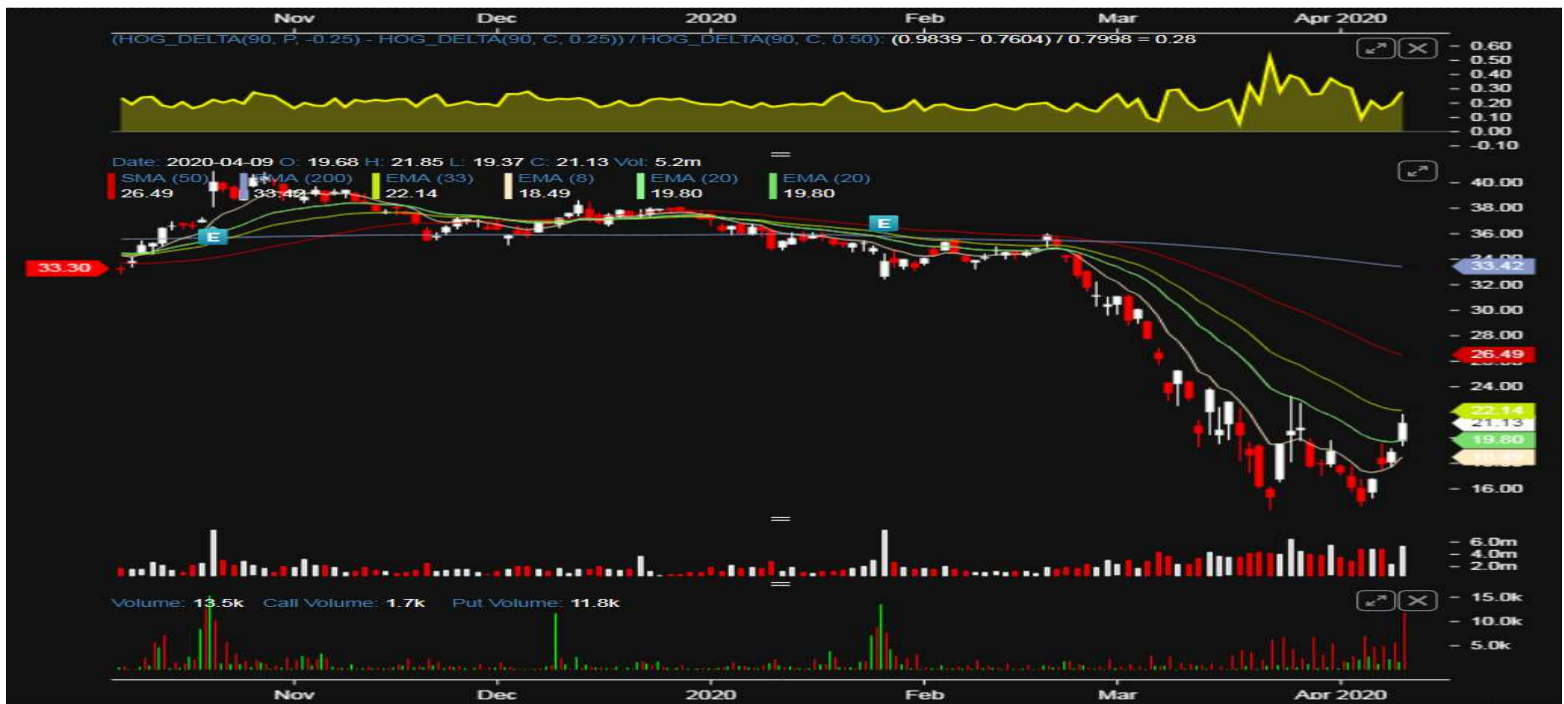 Nov Dec 2020 Feb Mar Apr 2020
(HOG_DELTA(90, P, -0.25) - HOG_DELTA(90, C, 0.25)) / HOG_DELTA(90, C, 0.50): (0.9839 - 0.7604) / 0.7998 = 0.28
0.60
0.50
0.40
0.30
0.20
0.10
0.00
-0.10
Date: 2020-04-09 O: 19.68 H: 21.85 L: 19.37 C: 21.13 Vol: 5.2m
SMA (50) (200) EMA (33) EMA (8) EMA (20) EMA (20)
26.49 33.42 22.14 18.49 19.80 19.80
40.00
38.00
36.00
E
E
34.00
33.30
33.42
32.00
30.00
28.00
26.49
24.00
22.14
21.13
19.80
18.49
16.00
6.0m
4.0m
2.0m
Volume: 13.5k Call Volume: 1.7k Put Volume: 11.8k
15.0k
10.0k
5.0k
Nov Dec 2020 Feb Mar Apr 2020